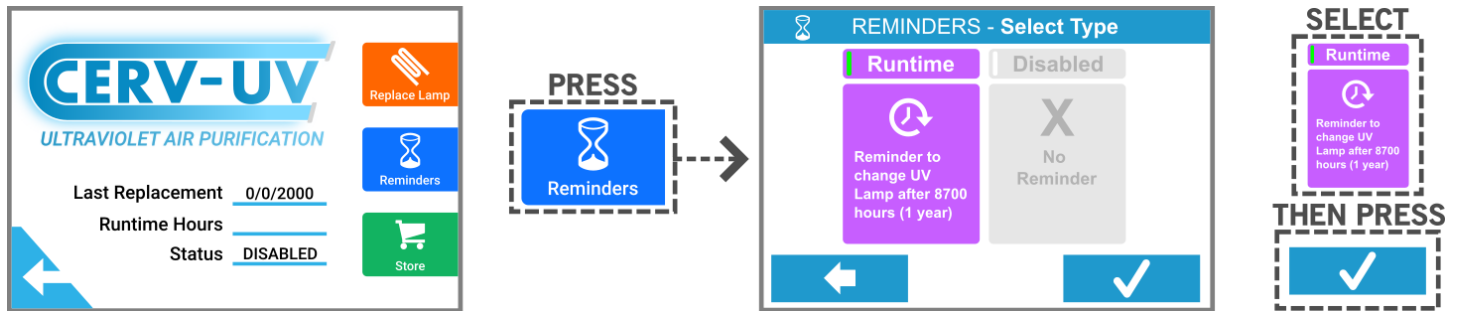 CERV-UV
ULTRAVIOLET AIR PURIFICATION
Last Replacement 0/0/2000
Runtime Hours
Status DISABLED
Replace Lamp
Reminders
Store
PRESS
Reminders
REMINDERS - Select Type
Runtime
Reminder to
change UV
Lamp after 8700
hours (1 year)
Disabled
X
No
Reminder
SELECT
Runtime
Reminder to
change UV
Lamp after 8700
hours (1 year)
THEN PRESS